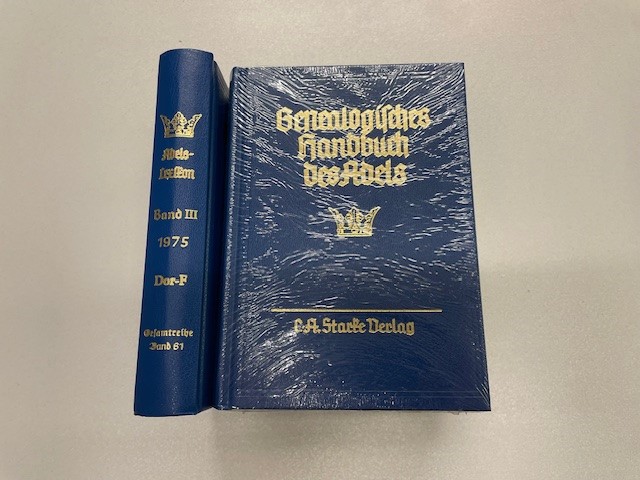 Adels-
Lexikon
Band III
1975
Dor-F
Gesamtreihe
Band 61
Genealogisches
Handbuch
des Adels
C. A. Starke Verlag